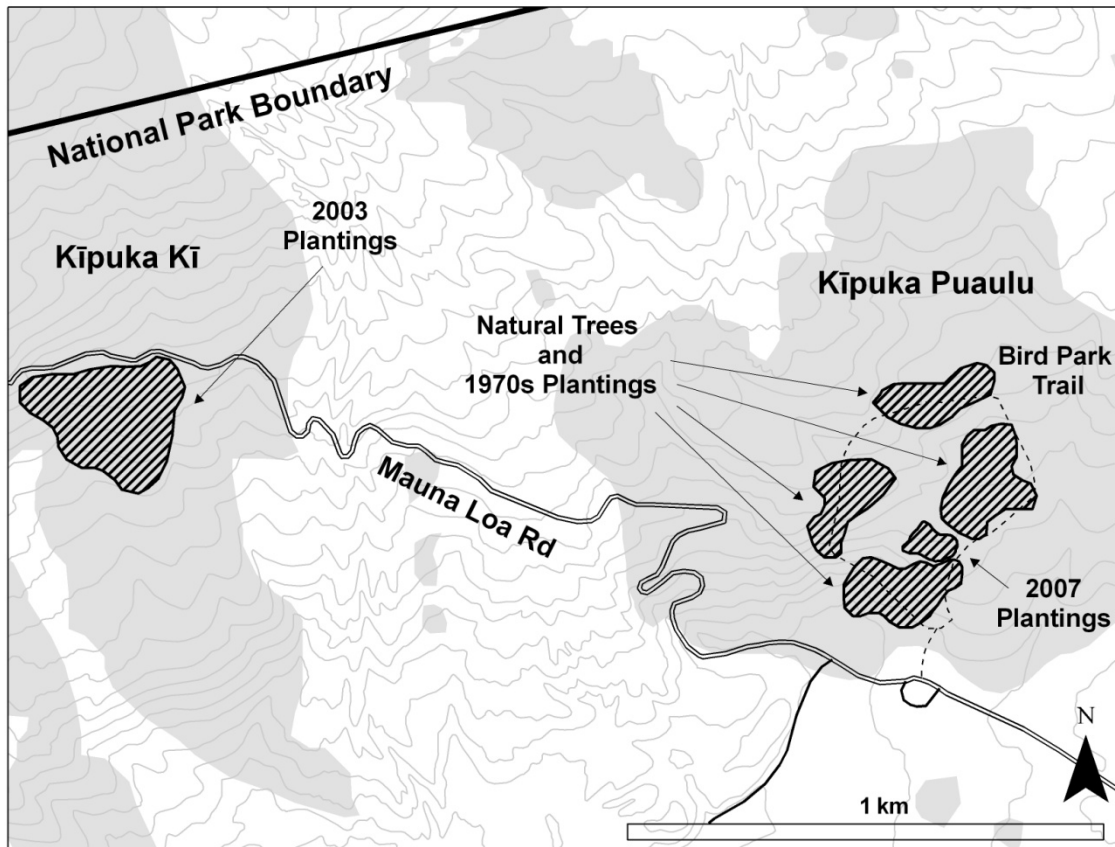 National Park Boundary
2003
Plantings
Kīpuka Kī
Kīpuka Puaulu
Natural Trees
and
1970s Plantings
Bird Park
Trail
Mauna Loa Rd
2007
Plantings
N
1 km